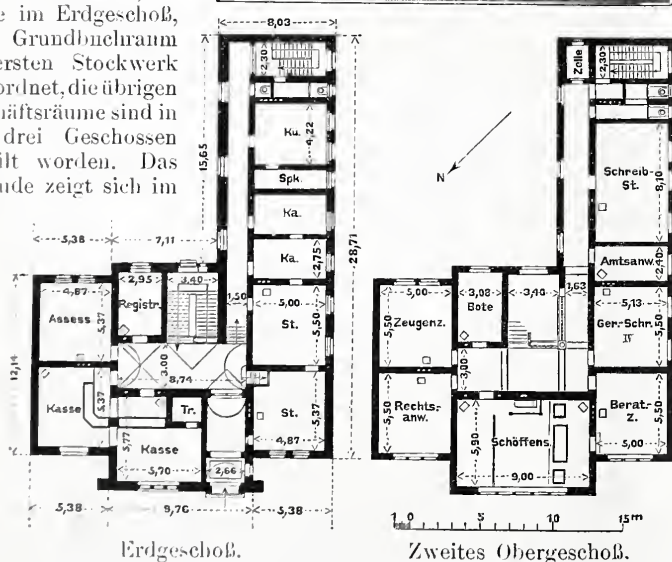 e im Erdgeschoß,
Grundbuchraum
ersten Stockwerk
ordnet, die übrigen
häftsräume sind in
drei Geschossen
ilt worden. Das
ude zeigt sich im
8,03
2,30
15,65
Ku.
4,22
Spk.
Ka.
Ka.
2,75
28,71
5,38
7,11
4,87
2,95
3,40
1,50
5,00
Assess
5,37
Registr.
St.
5,50
12,14
3,00
8,74
Kasse
5,37
Tr.
St.
5,37
4,87
5,77
Kasse
5,70
2,66
5,38
9,76
5,38
Erdgeschoß.
N
Zelle
2,30
Schreib-
St.
8,10
Amtsanw.
2,40
5,00
3,08
3,40
1,63
5,13
Zeugenz.
5,50
Bote
Ger.-Schr.
IV
5,50
3,00
Rechts-
anw.
5,50
Schöffens.
5,90
9,00
Berat-
Z.
5,50
5,00
1 0 5 10 15 m
Zweites Obergeschoß.